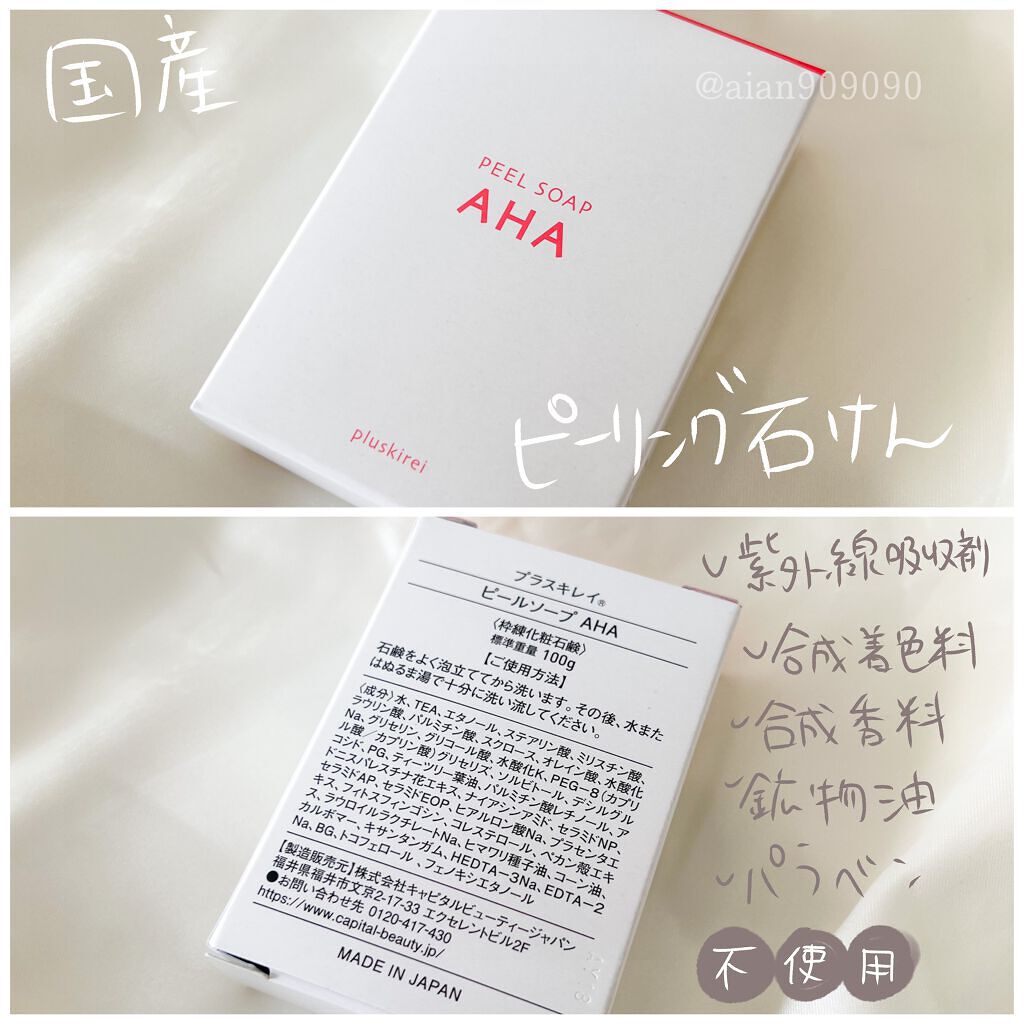 国産
@aian909090
PEEL SOAP
AHA
pluskirei
ピーリング石けん
プラスキレイ®
ピールソープ AHA
〈枠練化粧石鹸〉
標準重量 100g
【ご使用方法】
石鹸をよく泡立ててから洗います。その後、水また
はぬるま湯で十分に洗い流してください。
〈成分〉水、TEA、エタノール、ステアリン酸、ミリスチン酸、
ラウリン酸、パルミチン酸、スクロース、オレイン酸、水酸化
Na、グリセリン、グリコール酸、水酸化K、PEG－8（カプリ
ル酸／カプリン酸）グリセリズ、ソルビトール、デシルグル
コシド、PG、ティーツリー葉油、パルミチン酸レチノール、ア
ドニスパレスチナ花エキス、ナイアシンアミド、セラミドNP、
セラミドAP、セラミドEOP、ヒアルロン酸Na、プラセンタエ
キス、フィトスフィンゴシン、コレステロール、ペカン殻エキ
ス、ラウロイルラクチレートNa、ヒマワリ種子油、コーン油、
カルボマー、キサンタンガム、HEDTA－3Na、EDTA－2
Na、BG、トコフェロール、フェノキシエタノール
【製造販売元】株式会社キャピタルビューティージャパン
福井県福井市文京2-17-33 エクセレントビル2F
●お問い合わせ先 0120-417-430
https://www.capital-beauty.jp/
MADE IN JAPAN
✓紫外線吸収剤
✓合成着色料
✓合成香料
✓鉱物油
✓パラベン
不使用